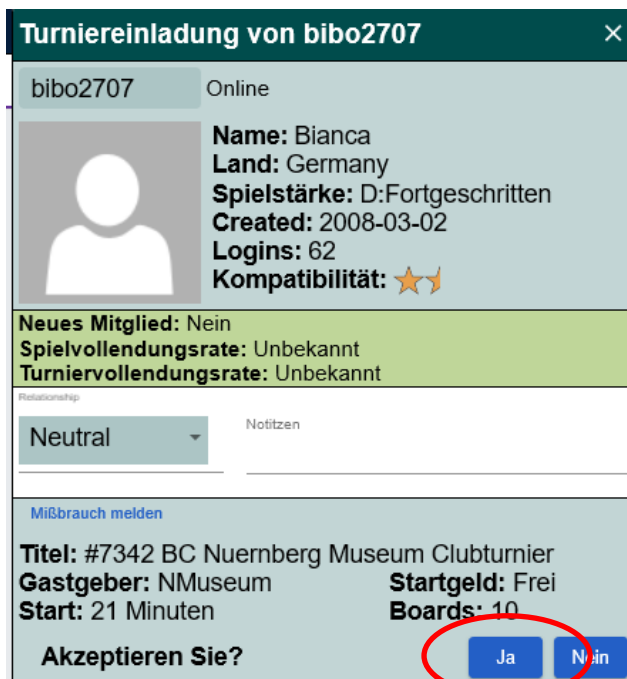 Turniereinladung von bibo2707 ×
bibo2707 Online
Name: Bianca
Land: Germany
Spielstärke: D:Fortgeschritten
Created: 2008-03-02
Logins: 62
Kompatibilität:
Neues Mitglied: Nein
Spielvollendungsrate: Unbekannt
Turniervollendungsrate: Unbekannt
Relationship
Neutral
Notitzen
Mißbrauch melden
Titel: #7342 BC Nuernberg Museum Clubturnier
Gastgeber: NMuseum Startgeld: Frei
Start: 21 Minuten Boards: 10
Akzeptieren Sie? Ja Nein